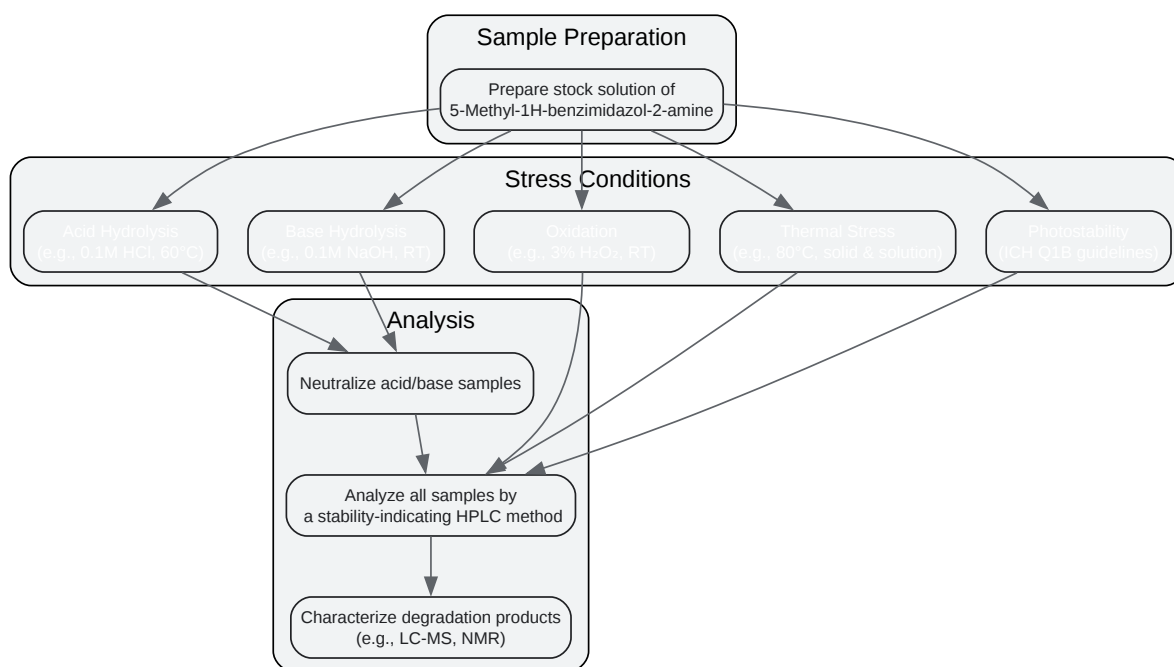 Sample Preparation
Prepare stock solution of
5-Methyl-1H-benzimidazol-2-amine
Stress Conditions
Acid Hydrolysis
(e.g., 0.1M HCl, 60°C)
Base Hydrolysis
(e.g., 0.1M NaOH, RT)
Oxidation
(e.g., 3% H₂O₂, RT)
Thermal Stress
(e.g., 80°C, solid & solution)
Photostability
(ICH Q1B guidelines)
Analysis
Neutralize acid/base samples
Analyze all samples by
a stability-indicating HPLC method
Characterize degradation products
(e.g., LC-MS, NMR)